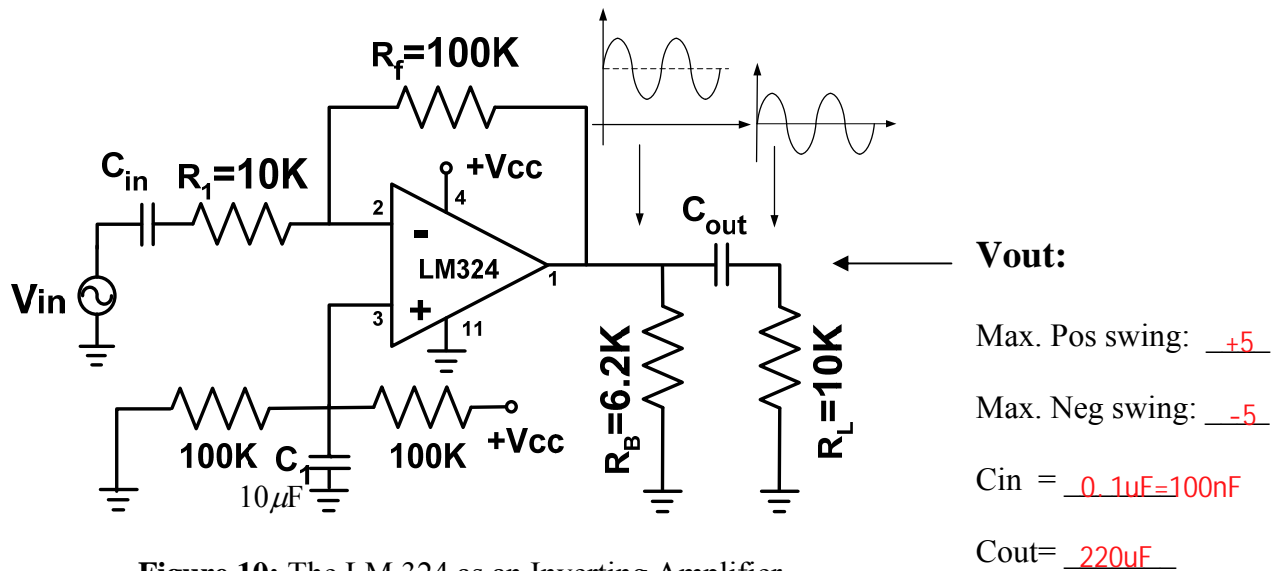 Rf=100K
Cin
R1=10K
+Vcc
4
2
-
LM324
1
+
3
11
Vin
Cout
RB=6.2K
RL=10K
100K
C1
10μF
100K
+Vcc
Vout:
Max. Pos swing: +5
Max. Neg swing: -5
Cin = 0.1uF=100nF
Cout= 220uF
Figure 10: The LM 324 as an Inverting Amplifier